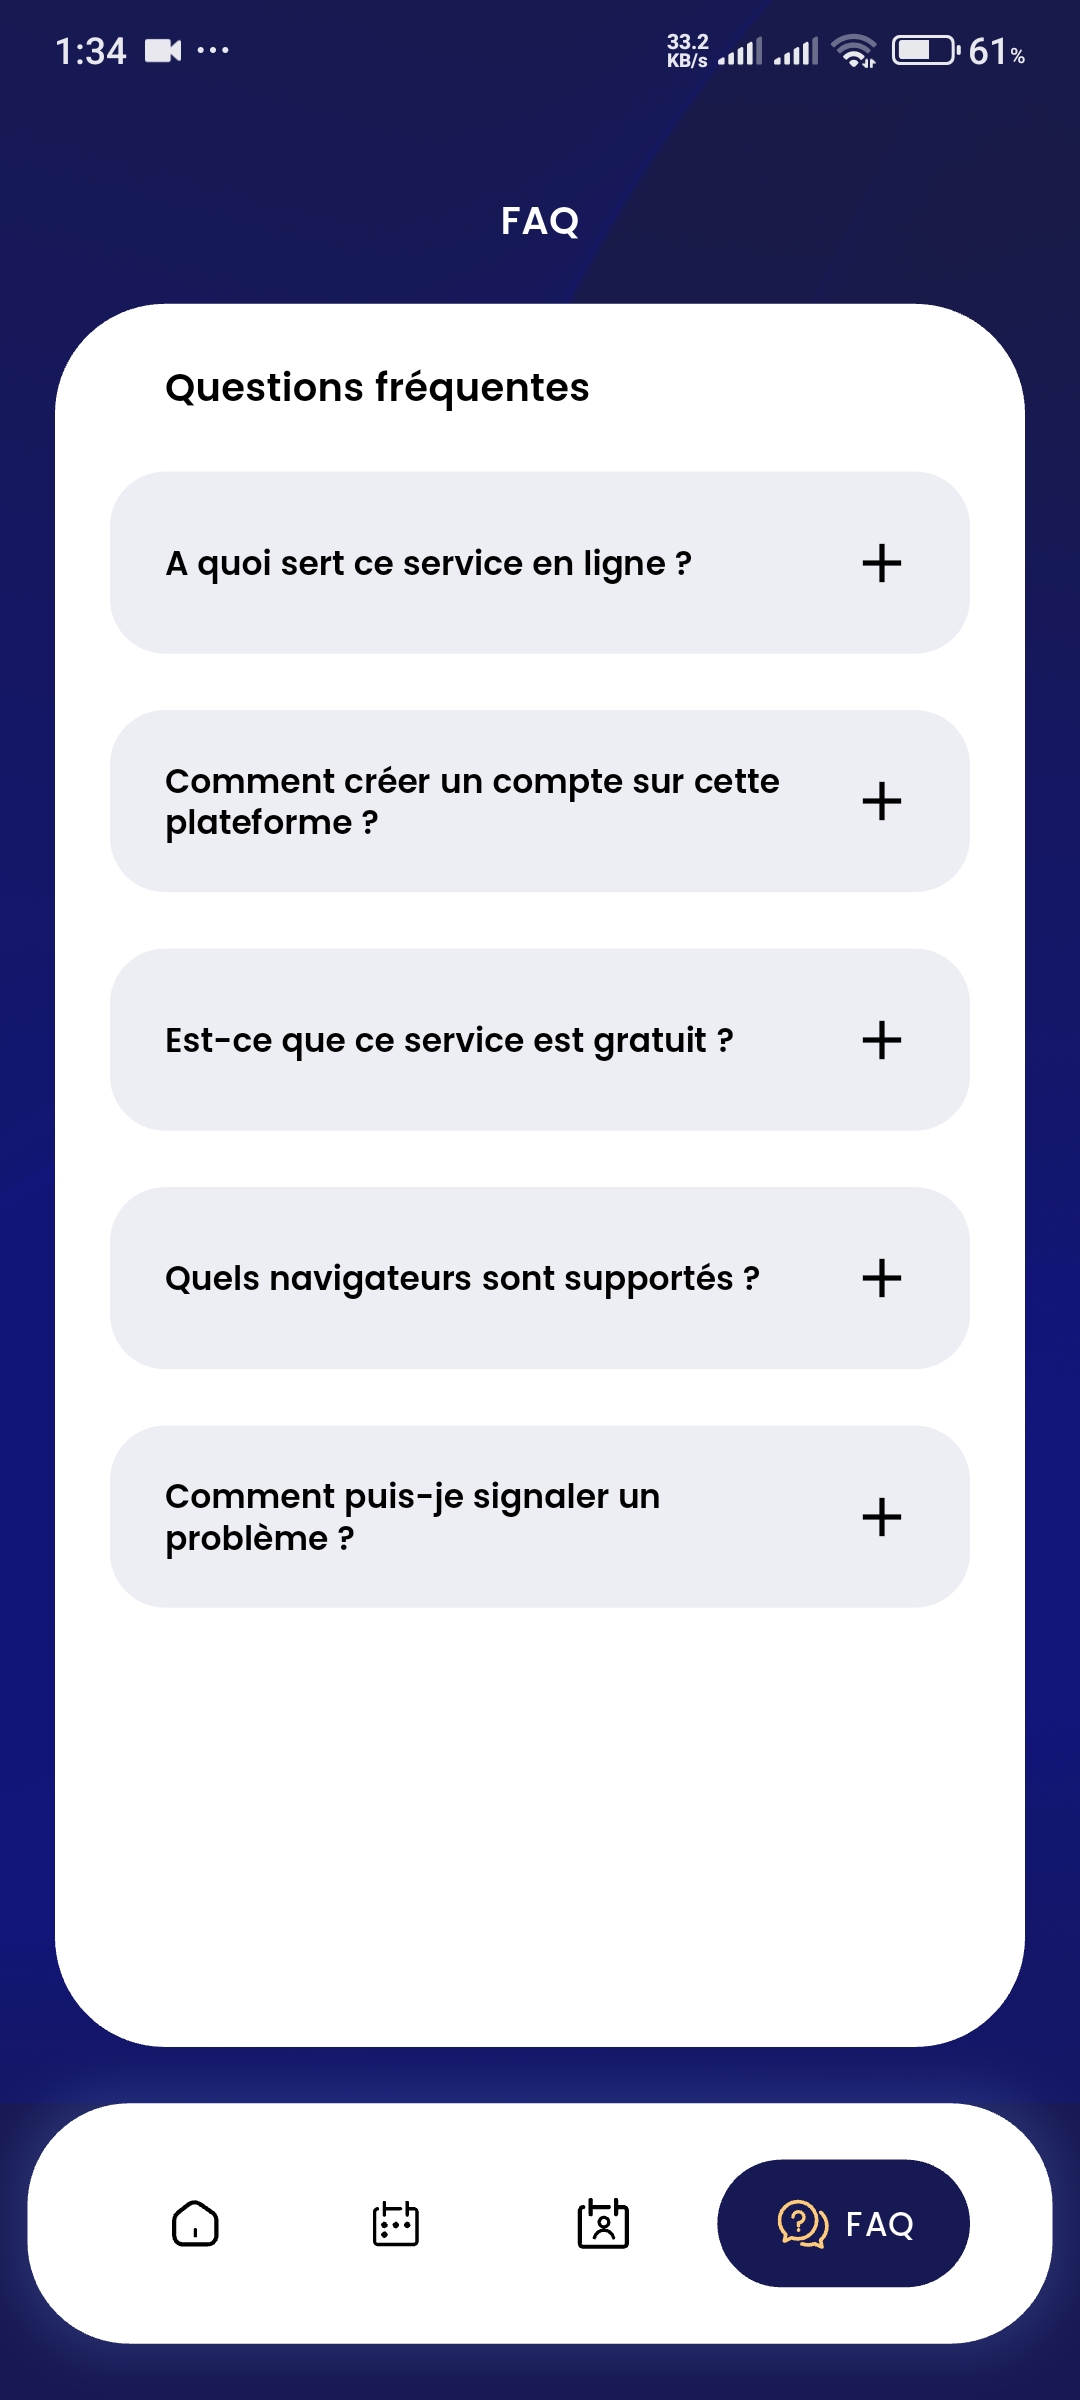 1:34
33.2
KB/s
61%
FAQ
Questions fréquentes
A quoi sert ce service en ligne ?
Comment créer un compte sur cette
plateforme ?
Est-ce que ce service est gratuit ?
Quels navigateurs sont supportés ?
Comment puis-je signaler un
problème ?
FAQ